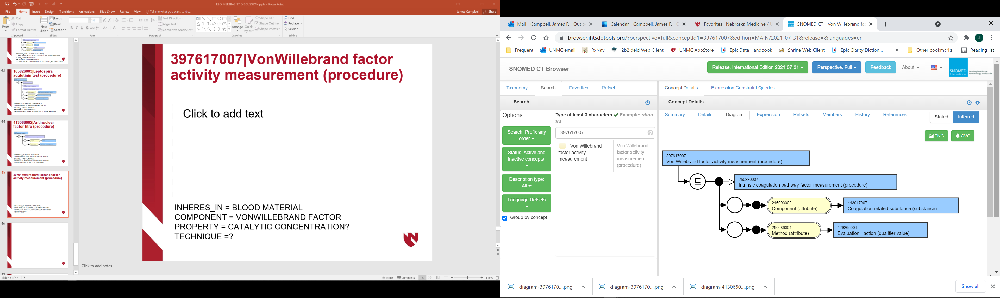 E2O MEETING 17 DISCUSSION.pptx - PowerPoint
File Home Insert Design Transitions Animations Slide Show Review View Tell me what you want to do...
James Campbell Share
Paste
Cut
Copy
Format Painter
Clipboard
New Slide
Layout
Reset
Section
Slides
14
B I U S abc AV Aa A
Font
Text Direction
Align Text
Convert to SmartArt
Paragraph
Arrange
Quick Styles
Shape Fill
Shape Outline
Shape Effects
Drawing
Find
Replace
Select
Editing
INHERES_IN = LEUKOCYTE (CELL)
COMPONENT = LEUKOCYTE ALKALINE PHOSPHATASE
SCALE_TYPE = ORDINAL
PROPERTY = MORPHOLOGY
TECHNIQUE = LAP SUPRAVITAL STAINING, MICROSCOPY
43
165826003|Leptospira
agglutinin test (procedure)
INHERES_IN = BLOOD MATERIAL?
COMPONENT = LEPTOSPIRA ANTIBODY
SCALE_TYPE = ORDINAL
PROPERTY = PRESENCE?
TECHNIQUE = LATEX AGGLUTINATION TECHNIQUE
44
413066002|Antinuclear
factor titre (procedure)
INHERES_IN = CELL NUCLEUS
COMPONENT = ANTINUCLEAR ANTIBODY
SCALE_TYPE = ORDINAL
PROPERTY = QUANTITY CONCENTRATION
TECHNIQUE = CYTOLOGY STAINING
45
397617007|VonWillebrand factor
activity measurement (procedure)
INHERES_IN = BLOOD MATERIAL
COMPONENT = VONWILLEBRAND FACTOR
PROPERTY = CATALYTIC CONCENTRATION?
TECHNIQUE =?
46
47
397617007|VonWillebrand factor
activity measurement (procedure)
Click to add text
INHERES_IN = BLOOD MATERIAL
COMPONENT = VONWILLEBRAND FACTOR
PROPERTY = CATALYTIC CONCENTRATION?
TECHNIQUE =?
Click to add notes
Slide 45 of 47
Notes Comments 116%
Mail - Campbell, James R - Outlo
Calendar - Campbell, James R - C
Favorites | Nebraska Medicine / U
SNOMED CT - Von Willebrand fa
browser.ihtsdotools.org/?perspective=full&conceptId1=397617007&edition=MAIN/2021-07-31&release=&languages=en
J
Frequent UNMC email RxNav i2b2 deid Web Client UNMC AppStore Epic Data Handbook Shrine Web Client Epic Clarity Diction... » Other bookmarks Reading list
SNOMED CT Browser
Release: International Edition 2021-07-31
Perspective: Full
Feedback
About
SNOMED
International
Leading healthcare
terminology, worldwide
Taxonomy Search Favorites Refset
Search
Options
Search: Prefix any
order
Status: Active and
inactive concepts
Description type:
All
Language Refsets
Group by concept
Type at least 3 characters ✔ Example: shou
fra
397617007
Von Willebrand
factor activity
measurement
Von Willebrand
factor activity
measurement
(procedure)
Concept Details Expression Constraint Queries
Concept Details
Summary Details Diagram Expression Refsets Members History References
Stated Inferred
PNG SVG
397617007
Von Willebrand factor activity measurement (procedure)
⊑
250330007
Intrinsic coagulation pathway factor measurement (procedure)
246093002
Component (attribute)
443017007
Coagulation related substance (substance)
260686004
Method (attribute)
129265001
Evaluation - action (qualifier value)
diagram-3976170....png
diagram-3976170....png
diagram-4130660....png
Show all